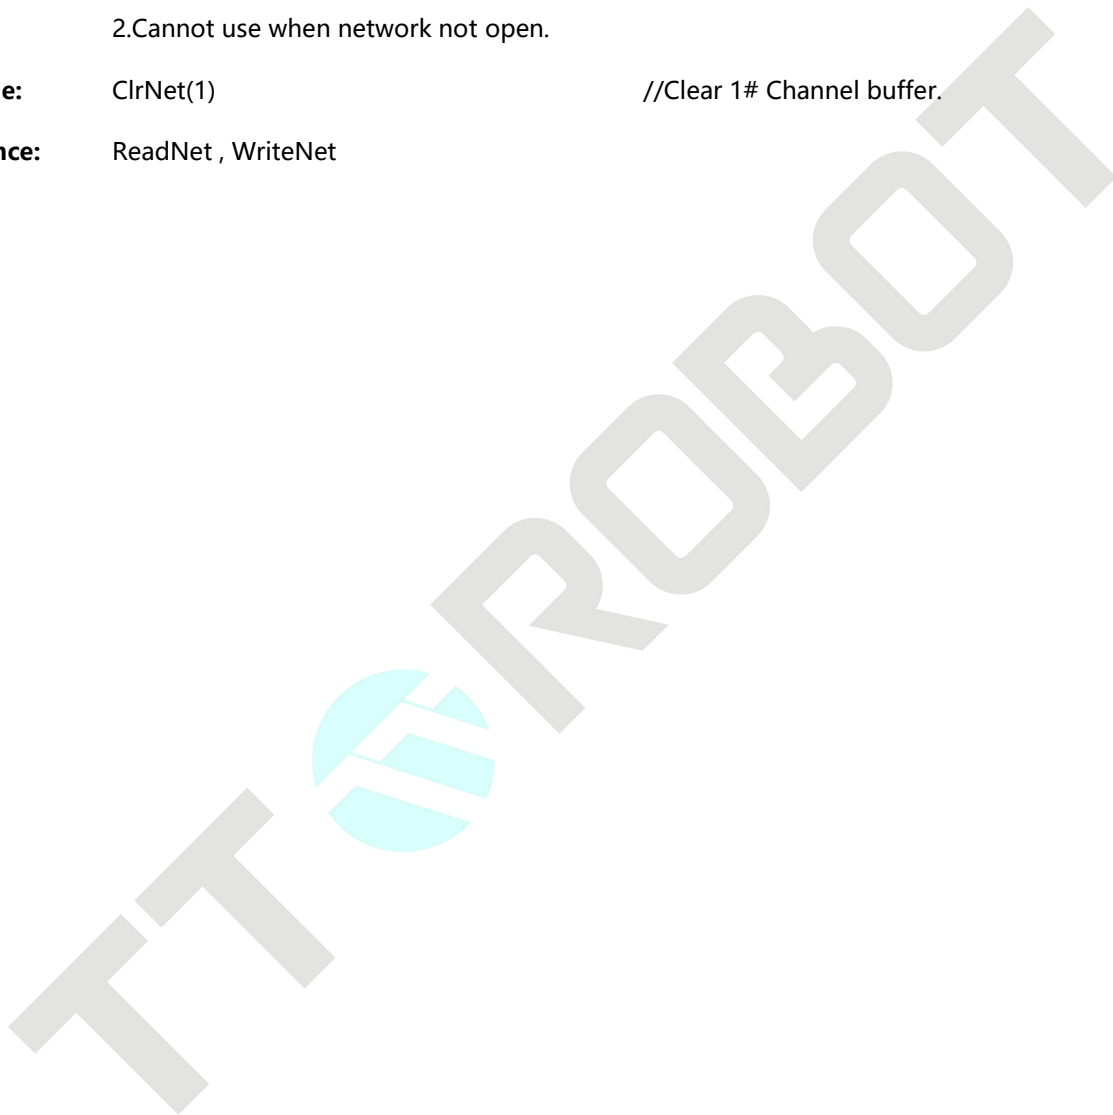 2.Cannot use when network not open.
e: ClrNet(1) //Clear 1# Channel buffer.
nce: ReadNet , WriteNet
TTROBOT